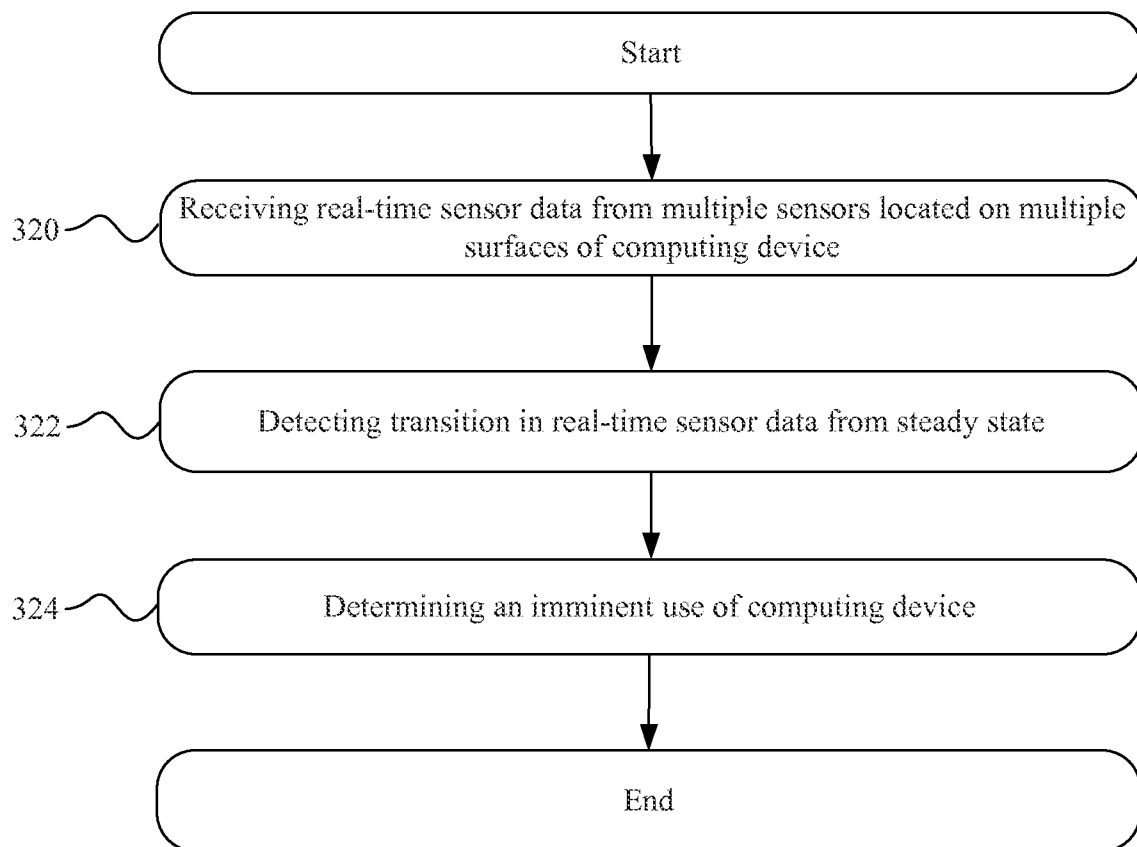 Start
320
Receiving real-time sensor data from multiple sensors located on multiple
surfaces of computing device
322
Detecting transition in real-time sensor data from steady state
324
Determining an imminent use of computing device
End